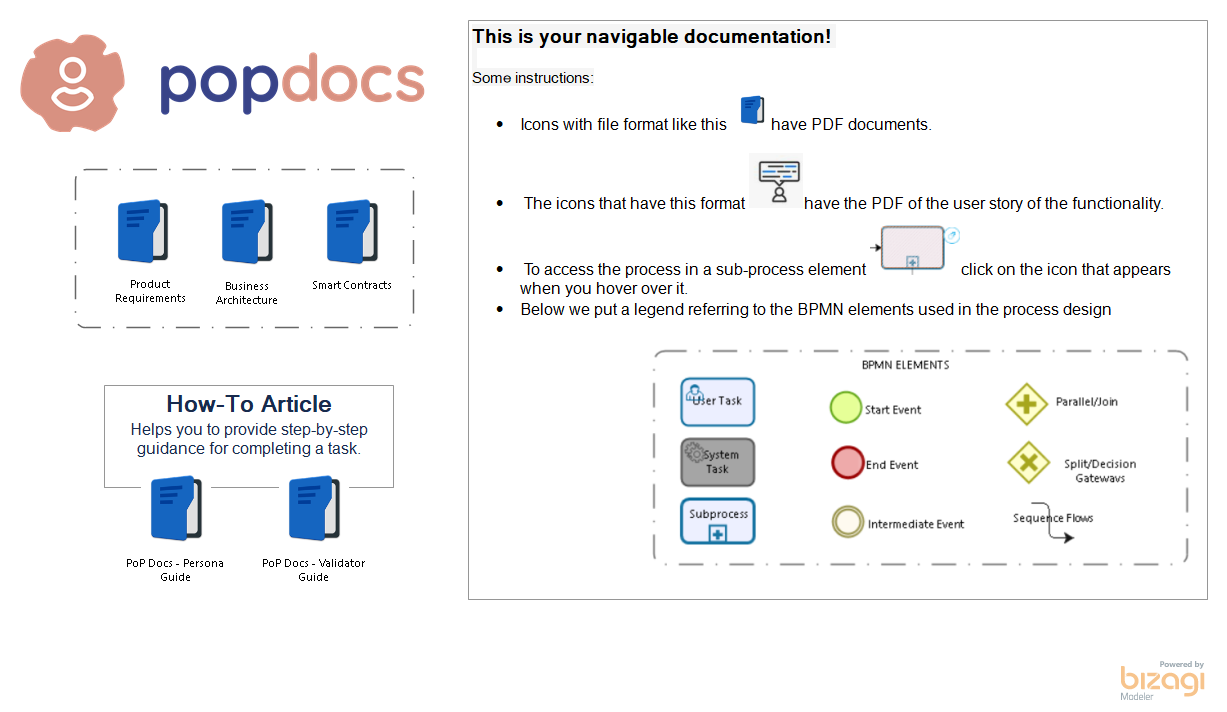 popdocs
Product
Requirements
Business
Architecture
Smart Contracts
How-To Article
Helps you to provide step-by-step
guidance for completing a task.
PoP Docs - Persona
Guide
PoP Docs - Validator
Guide
This is your navigable documentation!
Some instructions:
• Icons with file format like this have PDF documents.
• The icons that have this format have the PDF of the user story of the functionality.
• To access the process in a sub-process element click on the icon that appears
when you hover over it.
• Below we put a legend referring to the BPMN elements used in the process design
BPMN ELEMENTS
User Task
System
Task
Subprocess
Start Event
End Event
Intermediate Event
Parallel/Join
Split/Decision
Gateways
Sequence Flows
Powered by
bizagi
Modeler